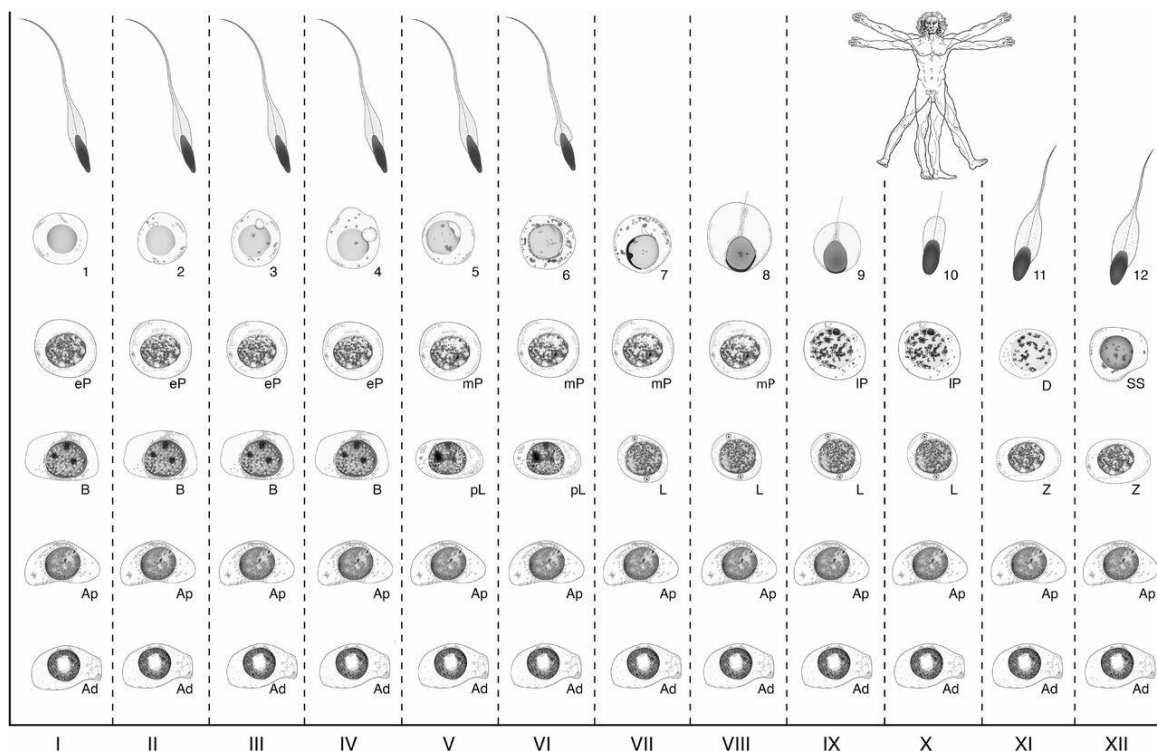 1 2 3 4 5 6 7 8 9 10 11 12
eP eP eP eP mP mP mP mP lP lP D SS
B B B B pL pL L L L L Z Z
Ap Ap Ap Ap Ap Ap Ap Ap Ap Ap Ap Ap
Ad Ad Ad Ad Ad Ad Ad Ad Ad Ad Ad Ad
I II III IV V VI VII VIII IX X XI XII